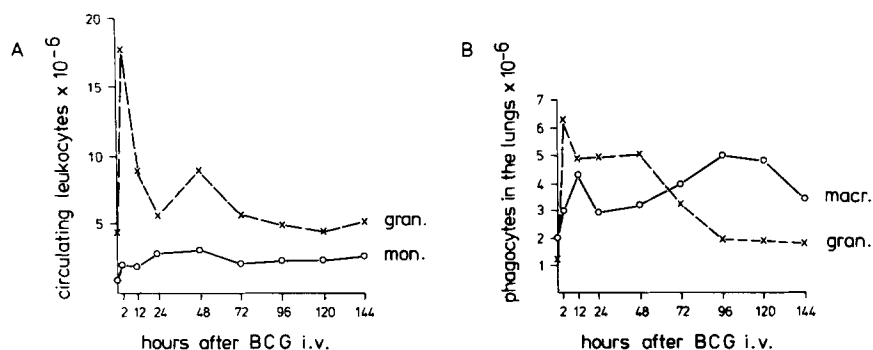 A
circulating leukocytes x 10-6
20
15
10
5
gran.
mon.
2 12 24 48 72 96 120 144
hours after BCG i.v.
B
phagocytes in the lungs x 10-6
7
6
5
4
3
2
1
macr.
gran.
2 12 24 48 72 96 120 144
hours after BCG i.v.